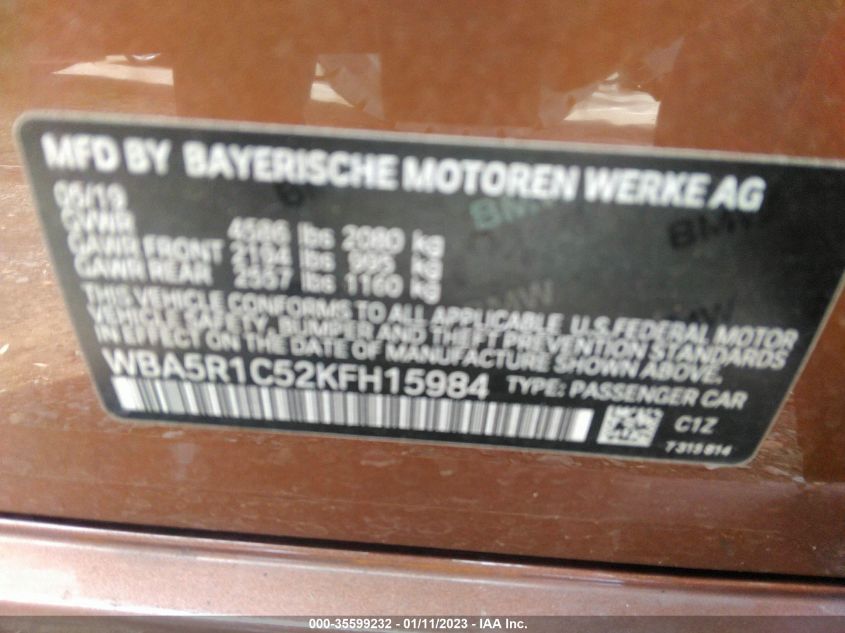 MFD BY BAYERISCHE MOTOREN WERKE AG
05/19
GVWR 4586 lbs 2080 kg
GAWR FRONT 2194 lbs 995 kg
GAWR REAR 2557 lbs 1160 kg
THIS VEHICLE CONFORMS TO ALL APPLICABLE U.S. FEDERAL MOTOR
VEHICLE SAFETY, BUMPER AND THEFT PREVENTION STANDARDS
IN EFFECT ON THE DATE OF MANUFACTURE SHOWN ABOVE.
WBA5R1C52KFH15984 TYPE: PASSENGER CAR
C1Z
7 315 814
000-35599232 - 01/11/2023 - IAA Inc.